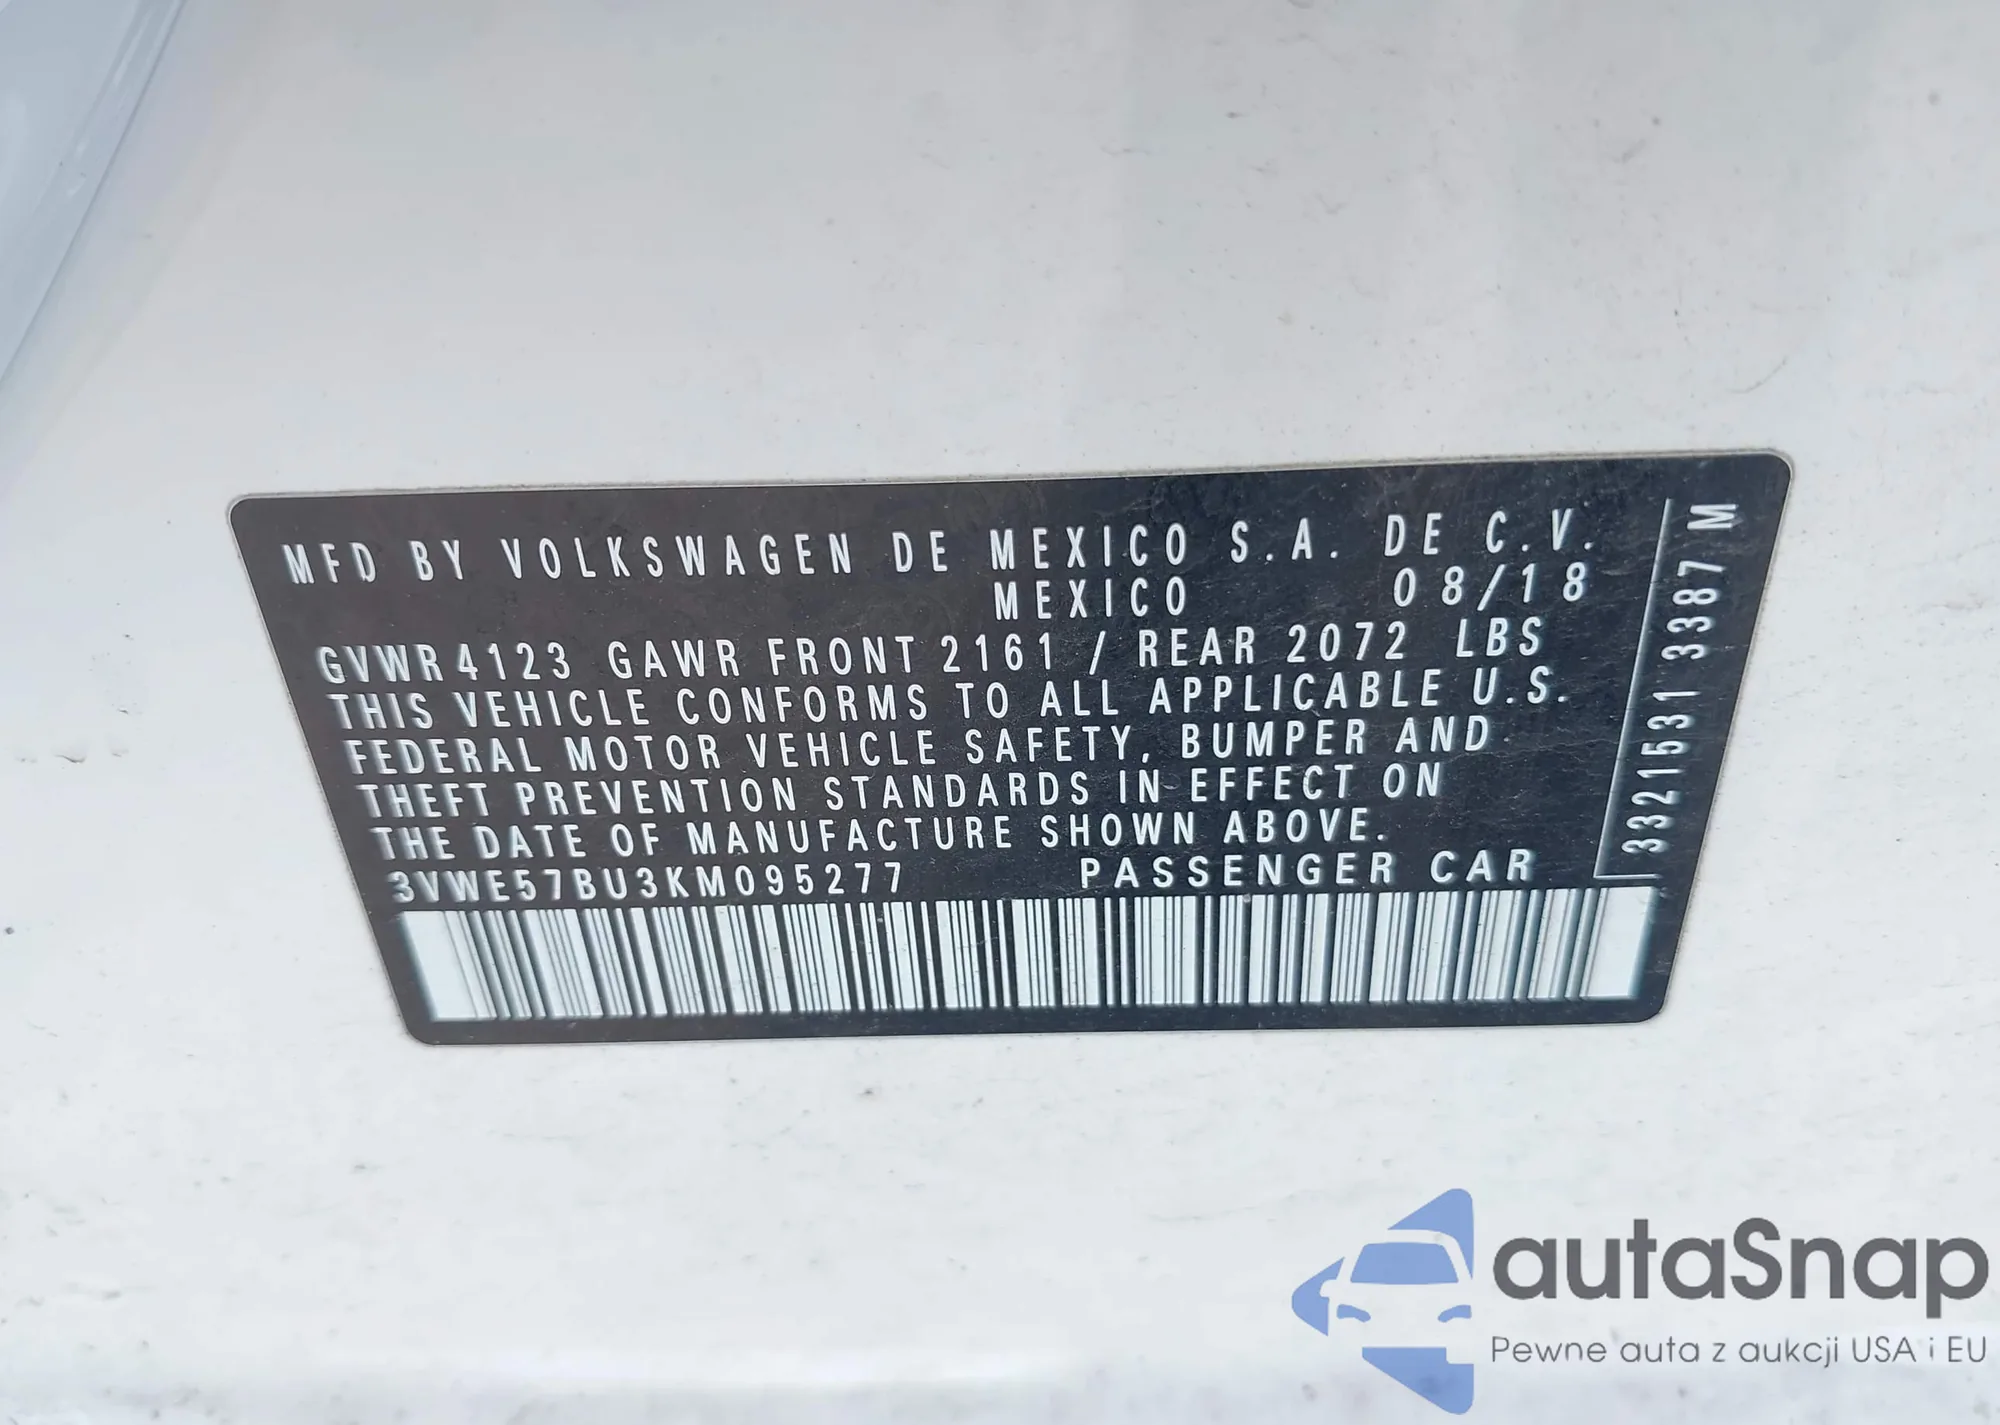 MFD BY VOLKSWAGEN DE MEXICO S.A. DE C.V.
MEXICO 08/18
GVWR 4123 GAWR FRONT 2161 / REAR 2072 LBS
THIS VEHICLE CONFORMS TO ALL APPLICABLE U.S.
FEDERAL MOTOR VEHICLE SAFETY, BUMPER AND
THEFT PREVENTION STANDARDS IN EFFECT ON
THE DATE OF MANUFACTURE SHOWN ABOVE.
3VWE57BU3KM095277 PASSENGER CAR
3321531 3387 M
autaSnap
Pewne auta z aukcji USA i EU